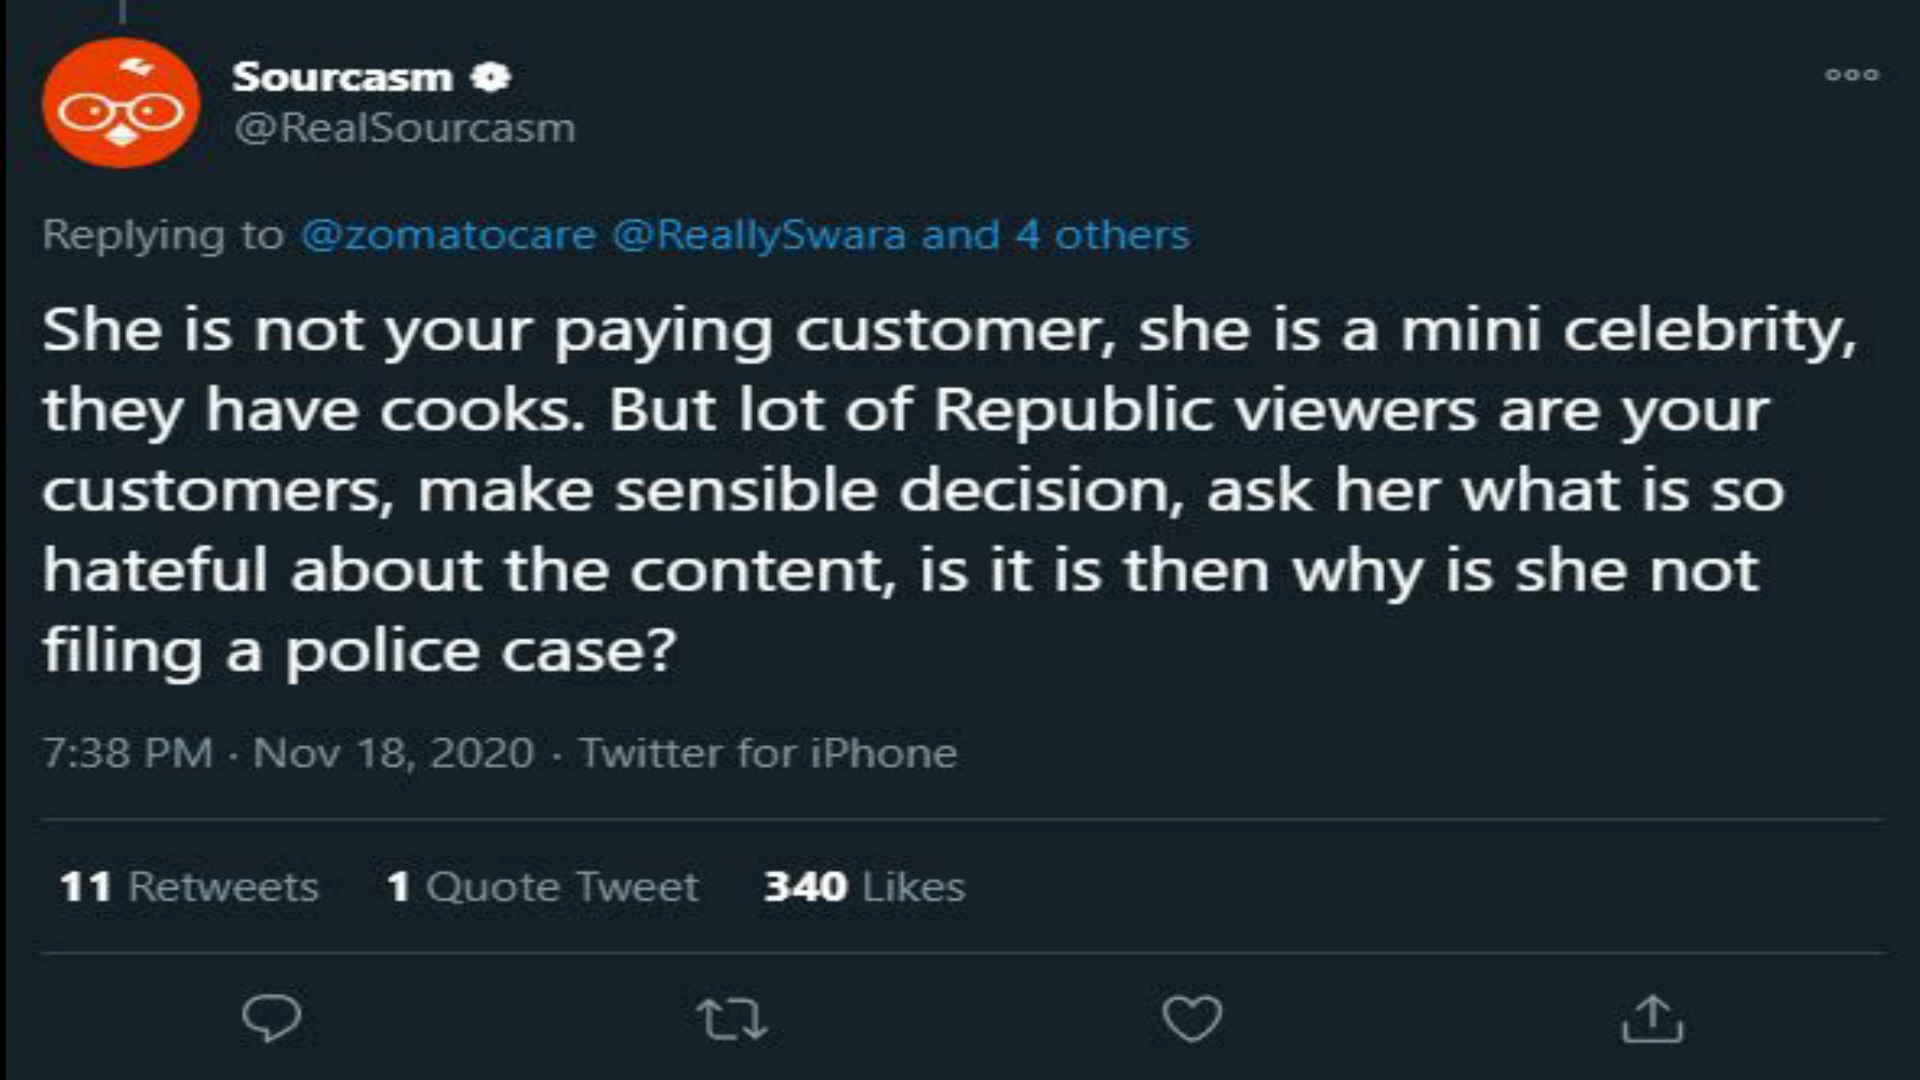 Sourcasm
@RealSourcasm
Replying to @zomatocare @ReallySwara and 4 others
She is not your paying customer, she is a mini celebrity,
they have cooks. But lot of Republic viewers are your
customers, make sensible decision, ask her what is so
hateful about the content, is it is then why is she not
filing a police case?
7:38 PM · Nov 18, 2020 · Twitter for iPhone
11 Retweets 1 Quote Tweet 340 Likes